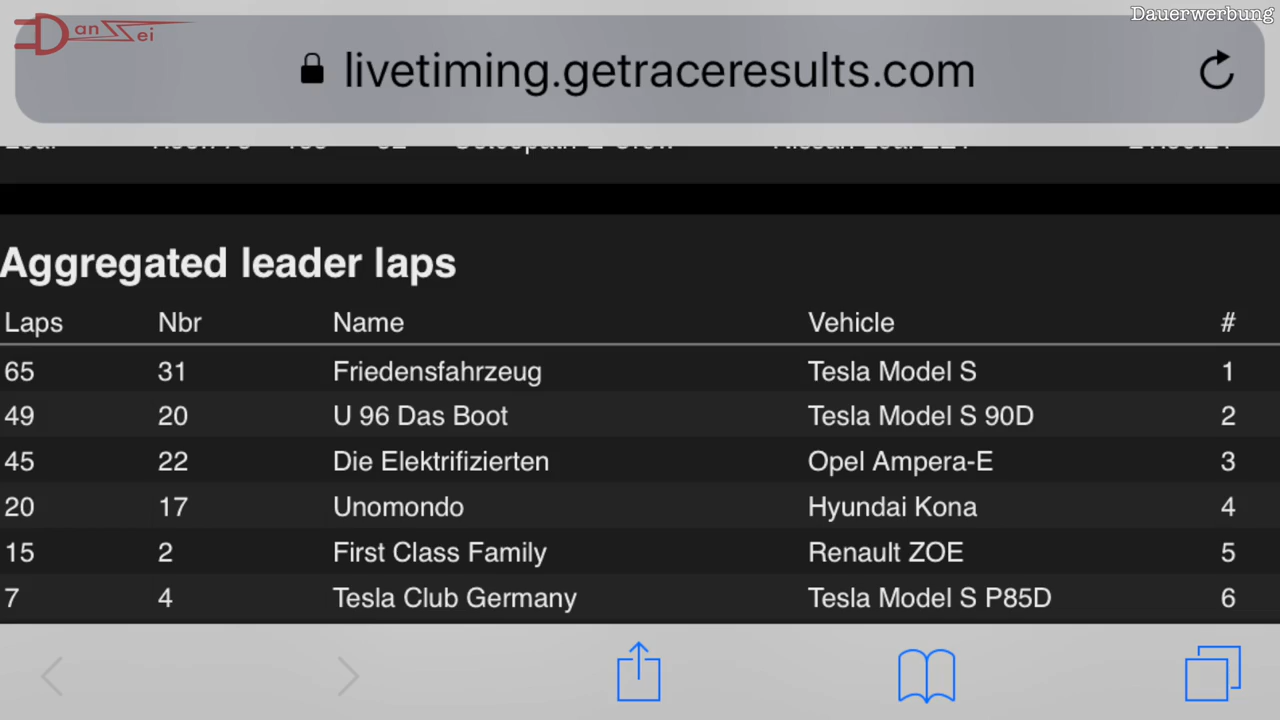 DanZei
Dauerwerbung
livetiming.getraceresults.com
Aggregated leader laps
Laps Nbr Name Vehicle #
65 31 Friedensfahrzeug Tesla Model S 1
49 20 U 96 Das Boot Tesla Model S 90D 2
45 22 Die Elektrifizierten Opel Ampera-E 3
20 17 Unomondo Hyundai Kona 4
15 2 First Class Family Renault ZOE 5
7 4 Tesla Club Germany Tesla Model S P85D 6